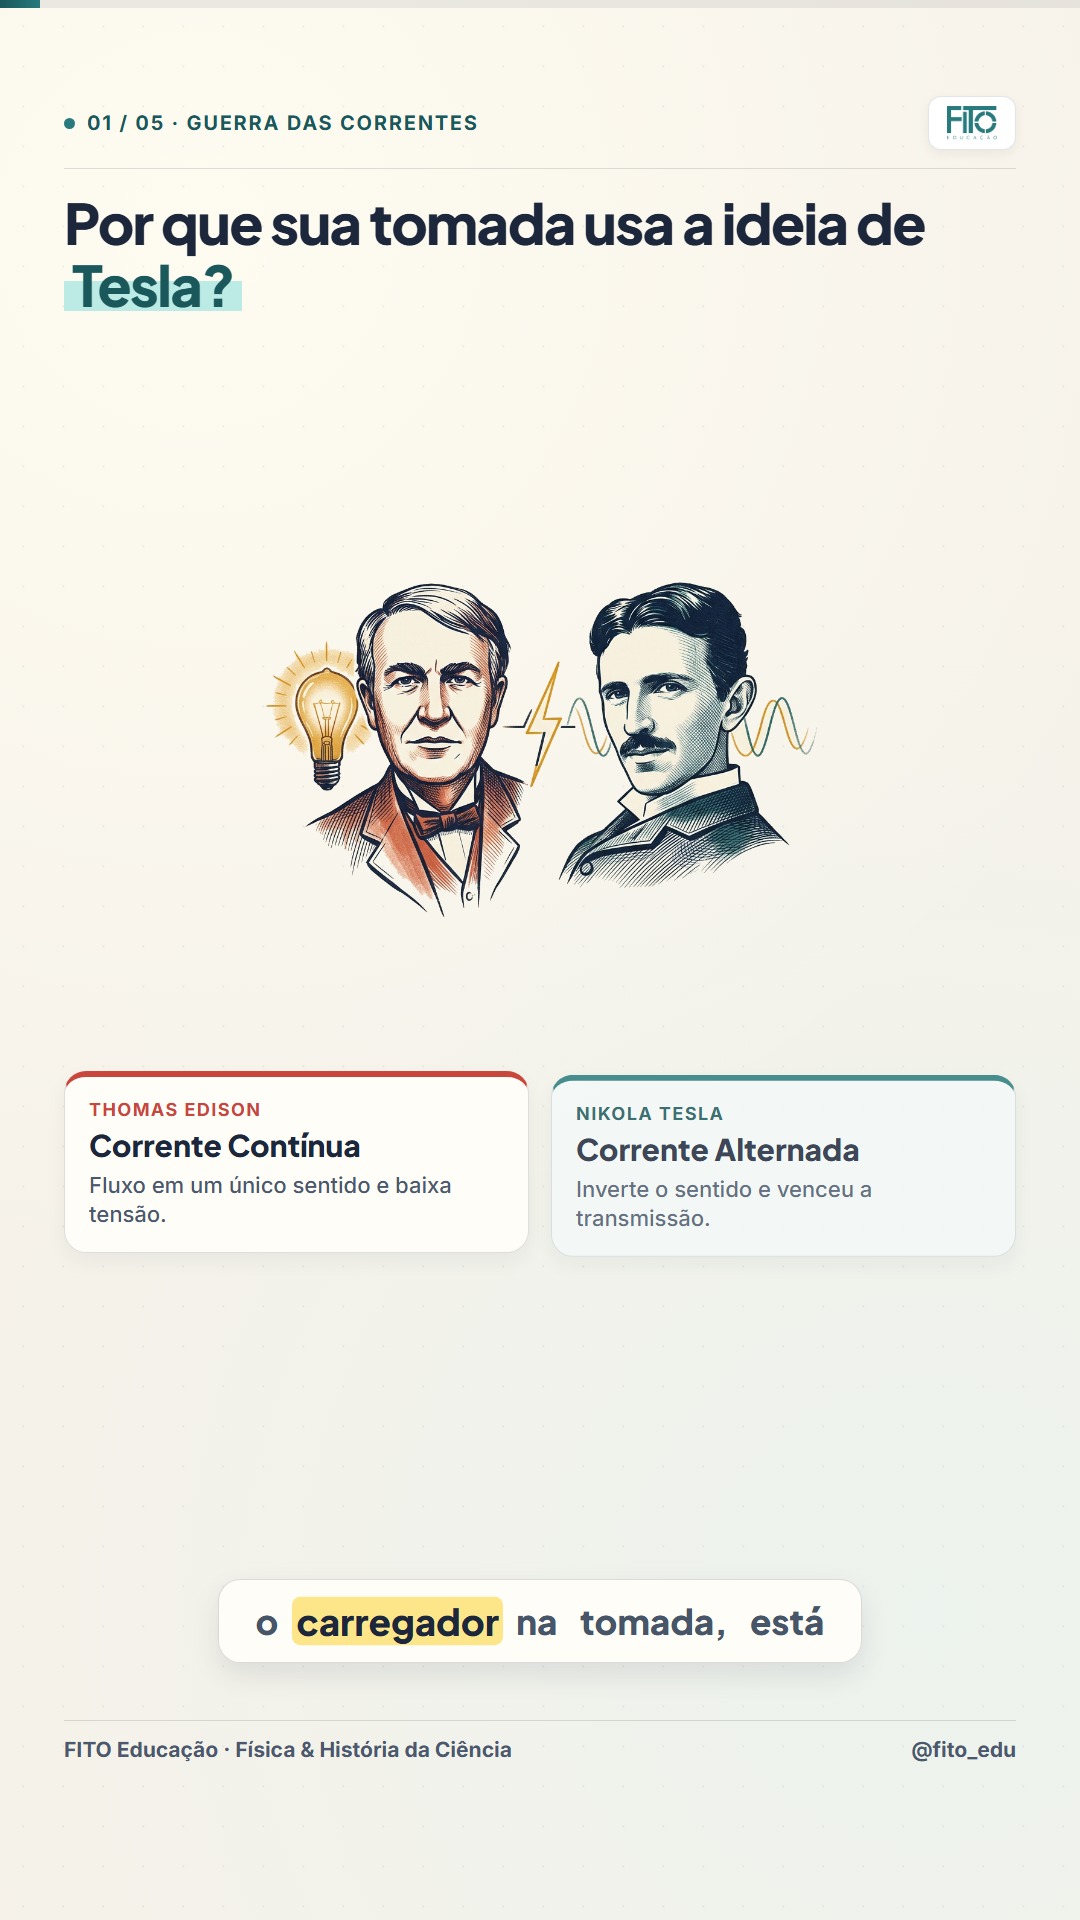 01 / 05 · GUERRA DAS CORRENTES
FITO
EDUCAÇÃO
Por que sua tomada usa a ideia de
Tesla?
THOMAS EDISON
Corrente Contínua
Fluxo em um único sentido e baixa
tensão.
NIKOLA TESLA
Corrente Alternada
Inverte o sentido e venceu a
transmissão.
o carregador na tomada, está
FITO Educação · Física & História da Ciência
@fito_edu